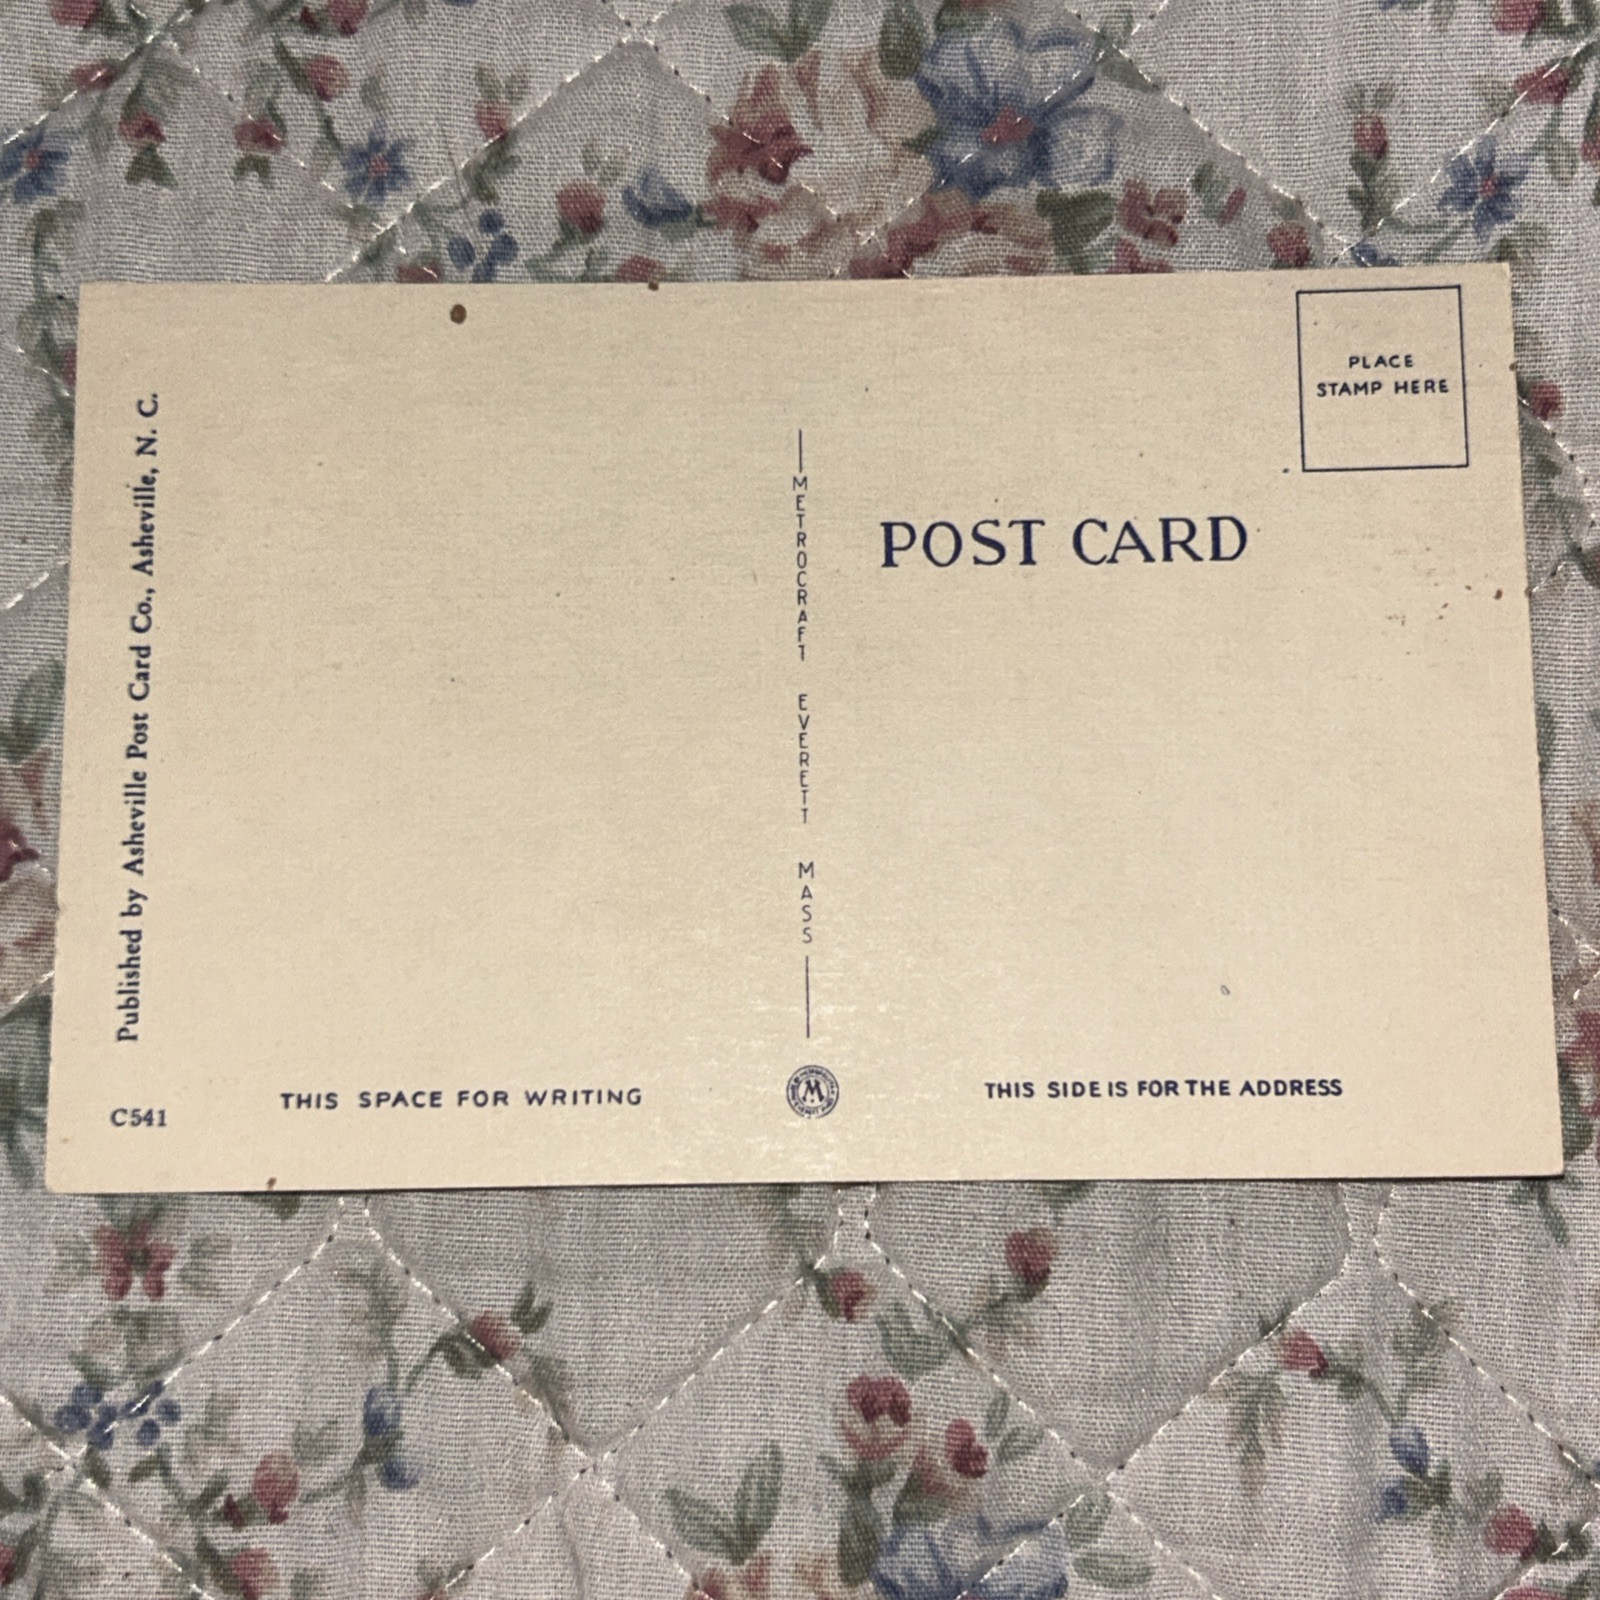 PLACE
STAMP HERE
POST CARD
Published by Asheville Post Card Co., Asheville, N. C.
METROCRAFT EVERETT MASS
THIS SPACE FOR WRITING
M
THIS SIDE IS FOR THE ADDRESS
C541